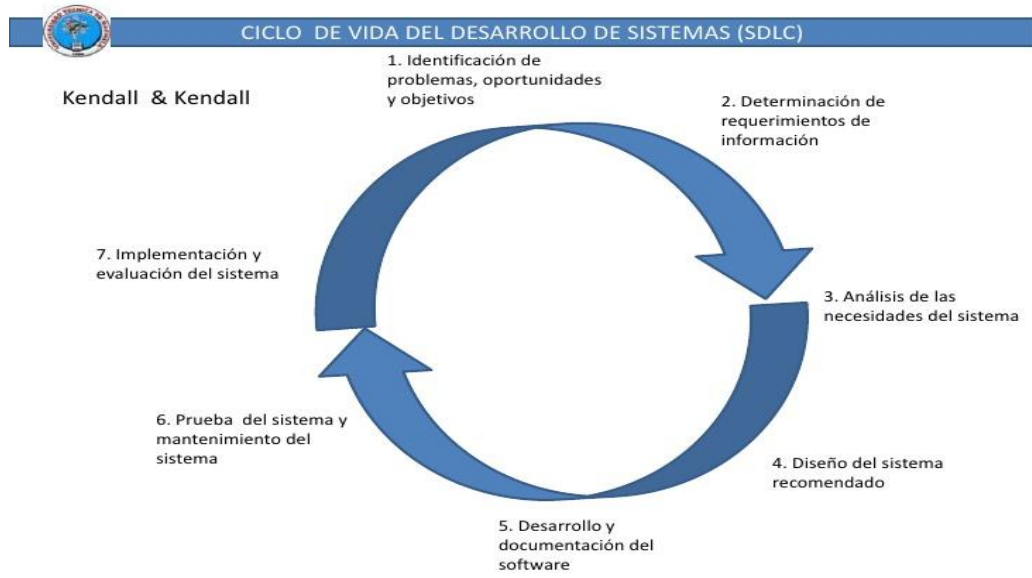 CICLO DE VIDA DEL DESARROLLO DE SISTEMAS (SDLC)
Kendall & Kendall
1. Identificación de
problemas, oportunidades
y objetivos
2. Determinación de
requerimientos de
información
3. Análisis de las
necesidades del sistema
4. Diseño del sistema
recomendado
5. Desarrollo y
documentación del
software
6. Prueba del sistema y
mantenimiento del
sistema
7. Implementación y
evaluación del sistema